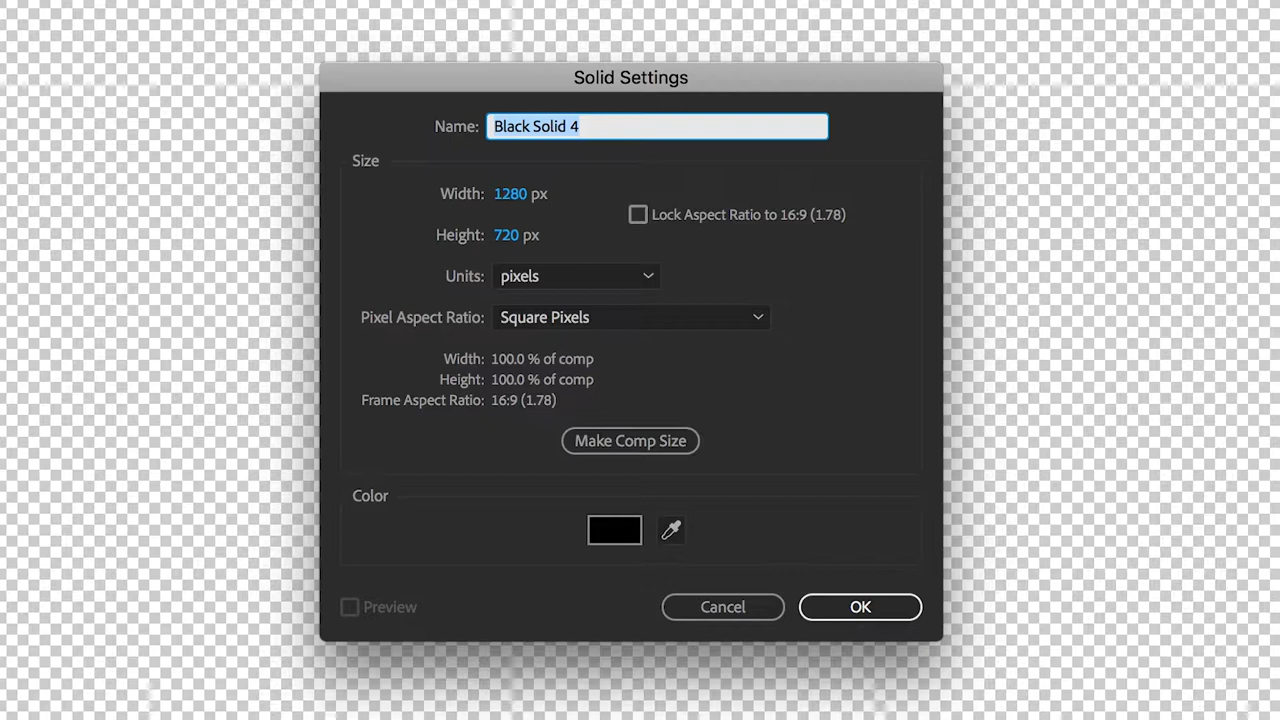 Solid Settings
Name: Black Solid 4
Size
Width: 1280 px
Lock Aspect Ratio to 16:9 (1.78)
Height: 720 px
Units: pixels
Pixel Aspect Ratio: Square Pixels
Width: 100.0 % of comp
Height: 100.0 % of comp
Frame Aspect Ratio: 16:9 (1.78)
Make Comp Size
Color
Preview Cancel OK